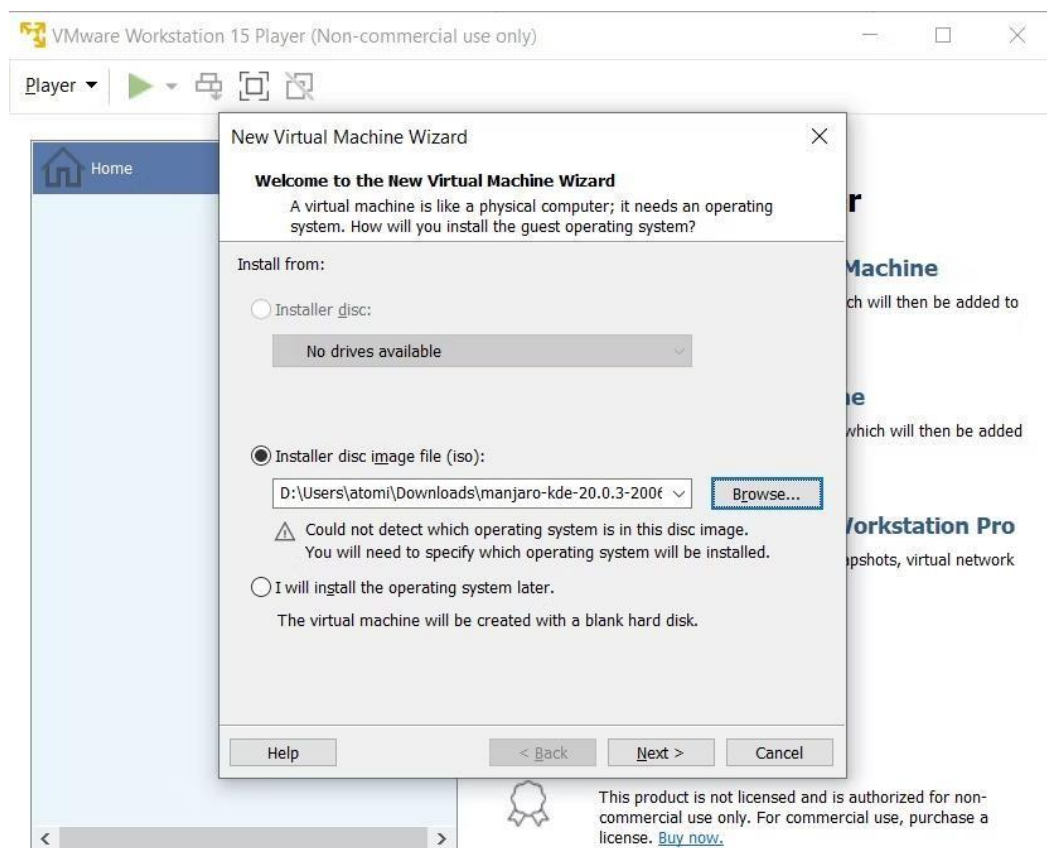 VMware Workstation 15 Player (Non-commercial use only)
Player
Home
New Virtual Machine Wizard
Welcome to the New Virtual Machine Wizard
A virtual machine is like a physical computer; it needs an operating
system. How will you install the guest operating system?
Install from:
Installer disc:
No drives available
Installer disc image file (iso):
D:\Users\atomi\Downloads\manjaro-kde-20.0.3-2006
Browse...
Could not detect which operating system is in this disc image.
You will need to specify which operating system will be installed.
I will install the operating system later.
The virtual machine will be created with a blank hard disk.
Help
< Back
Next >
Cancel
r
Machine
ch will then be added to
ne
which will then be added
Workstation Pro
apshots, virtual network
This product is not licensed and is authorized for non-
commercial use only. For commercial use, purchase a
license. Buy now.